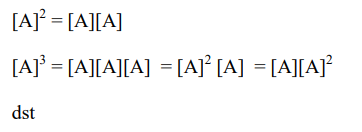 [A]² = [A][A]
[A]³ = [A][A][A] = [A]² [A] = [A][A]²
dst